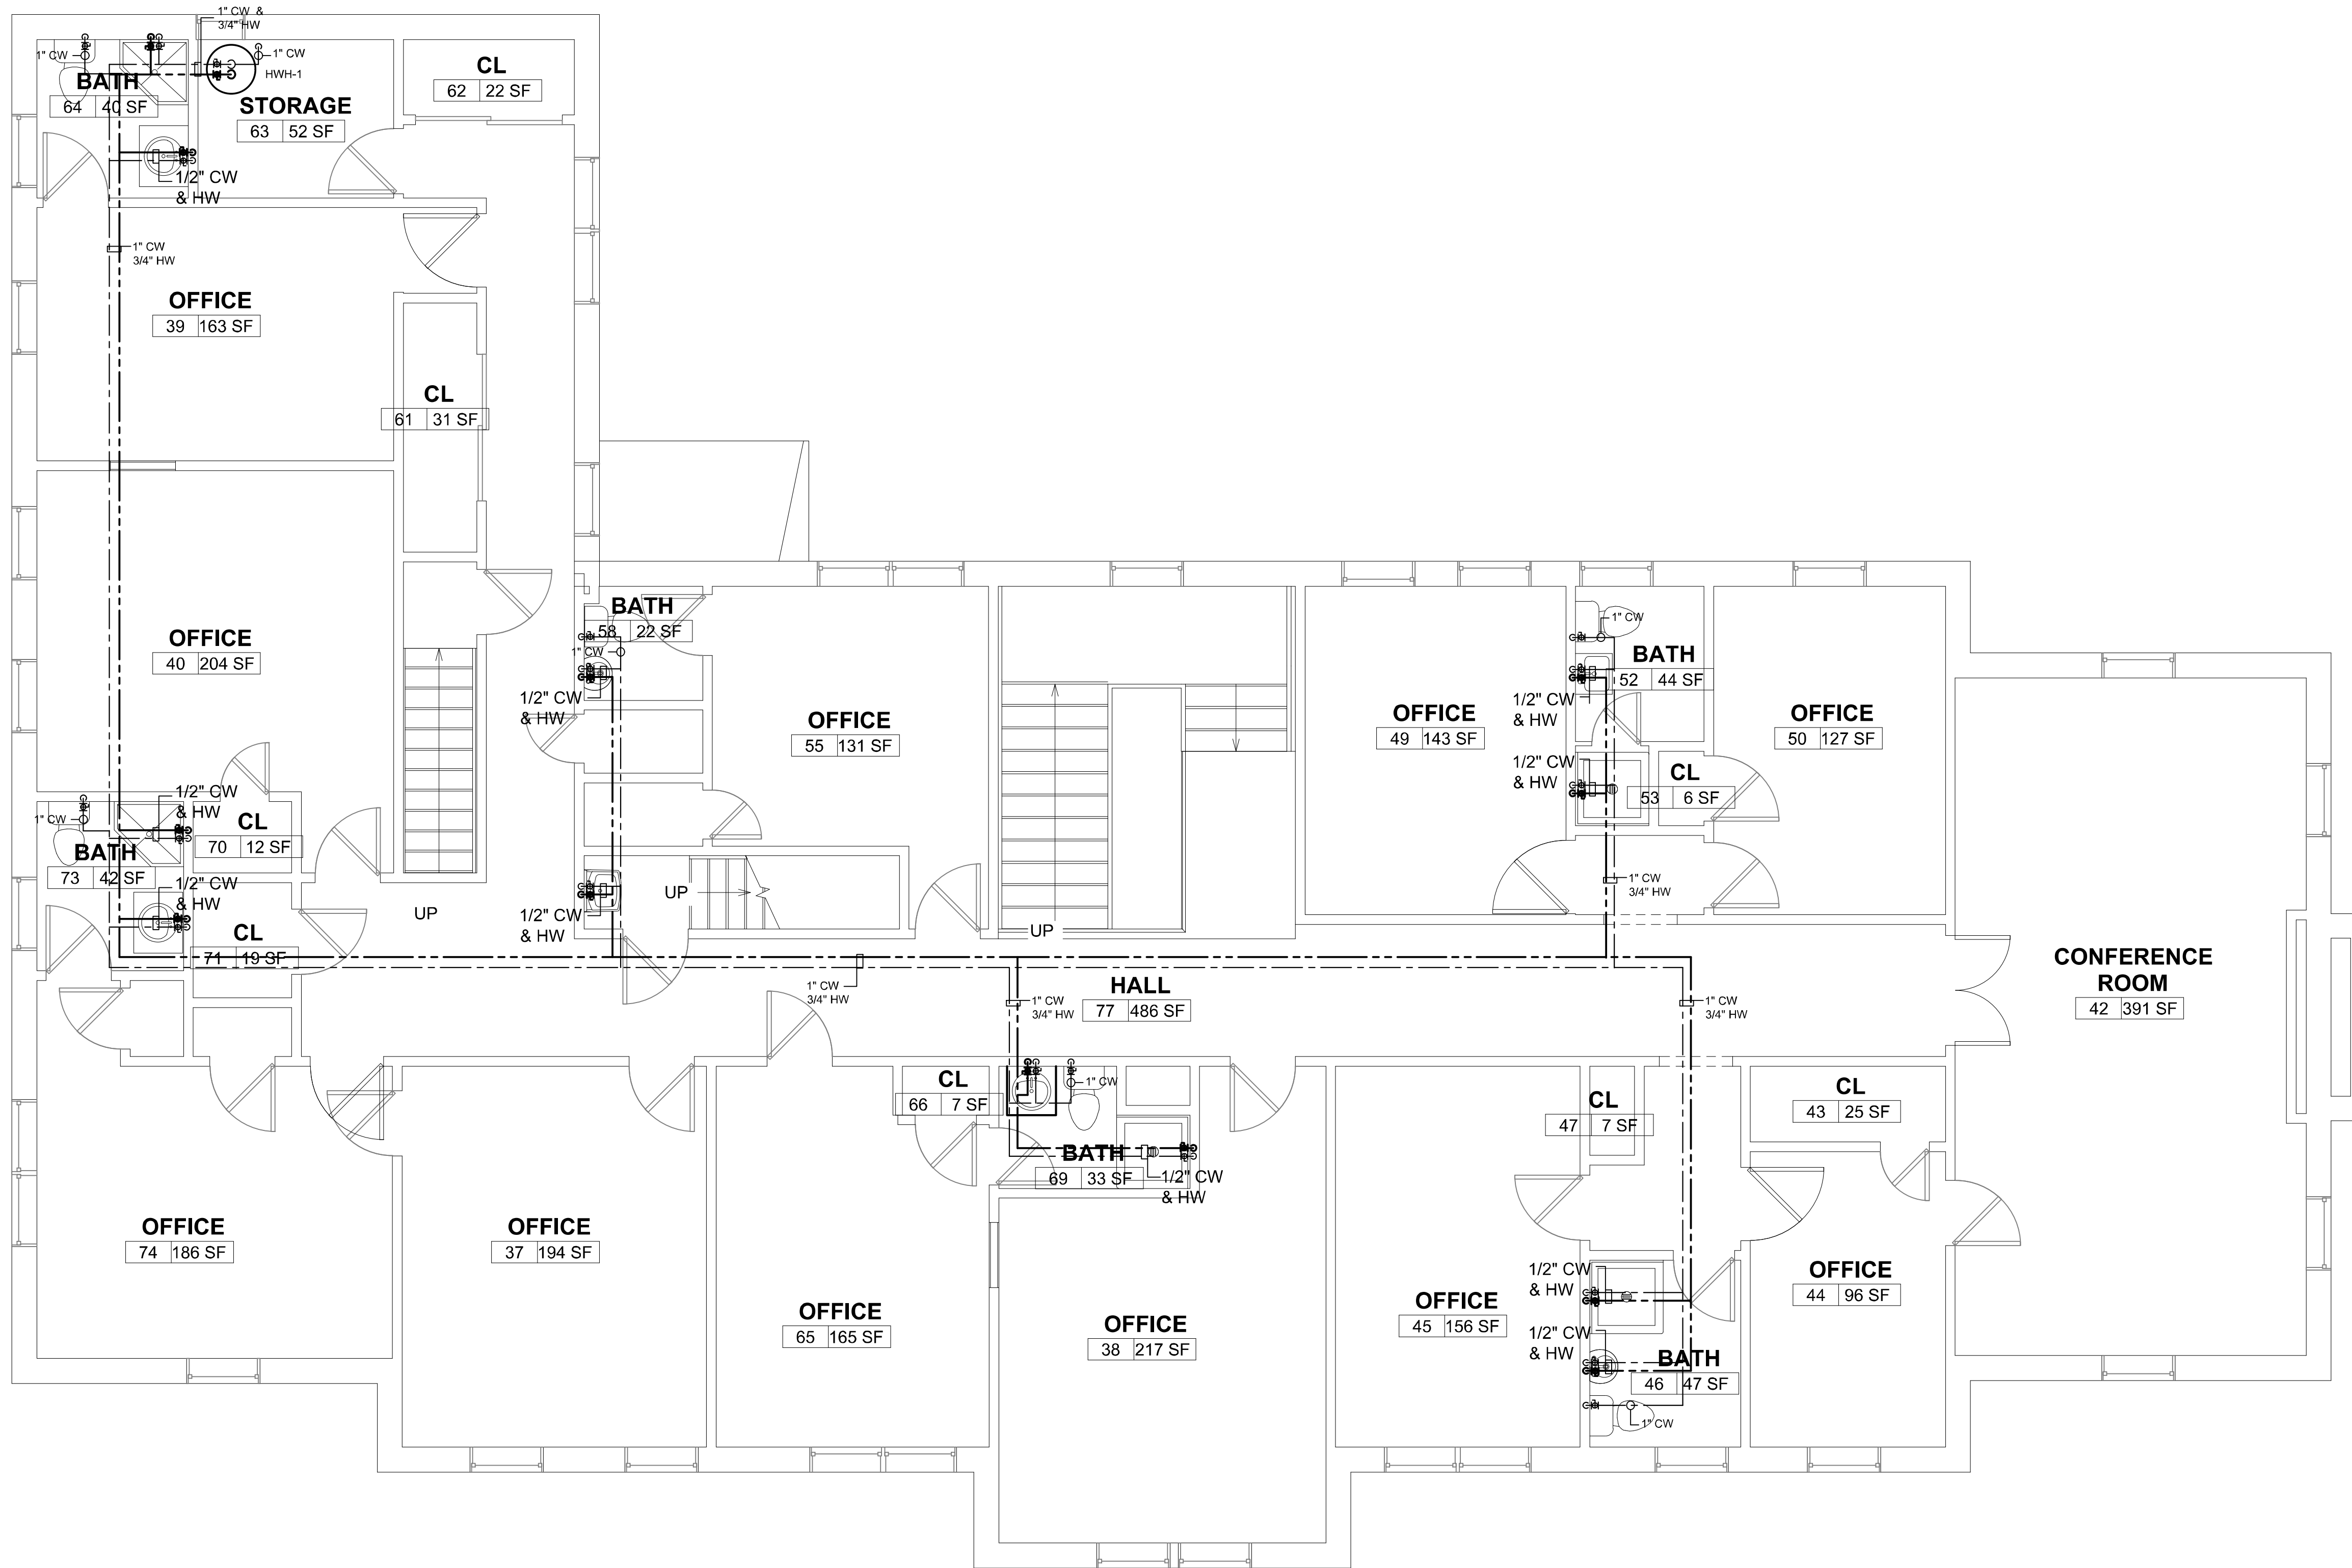 1" CW &
3/4" HW
1" CW
1" CW
HWH-1
BATH
64 40 SF
STORAGE
63 52 SF
CL
62 22 SF
1/2" CW
& HW
1" CW
3/4" HW
OFFICE
39 163 SF
CL
61 31 SF
OFFICE
40 204 SF
BATH
58 22 SF
1" CW
1/2" CW
& HW
OFFICE
55 131 SF
OFFICE
49 143 SF
1" CW
BATH
52 44 SF
1/2" CW
& HW
1/2" CW
& HW
CL
53 6 SF
OFFICE
50 127 SF
1/2" CW
& HW
1" CW
CL
70 12 SF
BATH
73 42 SF
1/2" CW
& HW
CL
71 19 SF
UP
UP
1/2" CW
& HW
UP
1" CW
3/4" HW
CONFERENCE
ROOM
42 391 SF
1" CW
3/4" HW
1" CW
3/4" HW
HALL
77 486 SF
1" CW
3/4" HW
CL
66 7 SF
1" CW
BATH
69 33 SF
1/2" CW
& HW
CL
47 7 SF
CL
43 25 SF
OFFICE
74 186 SF
OFFICE
37 194 SF
OFFICE
65 165 SF
OFFICE
38 217 SF
OFFICE
45 156 SF
1/2" CW
& HW
1/2" CW
& HW
OFFICE
44 96 SF
BATH
46 47 SF
1" CW